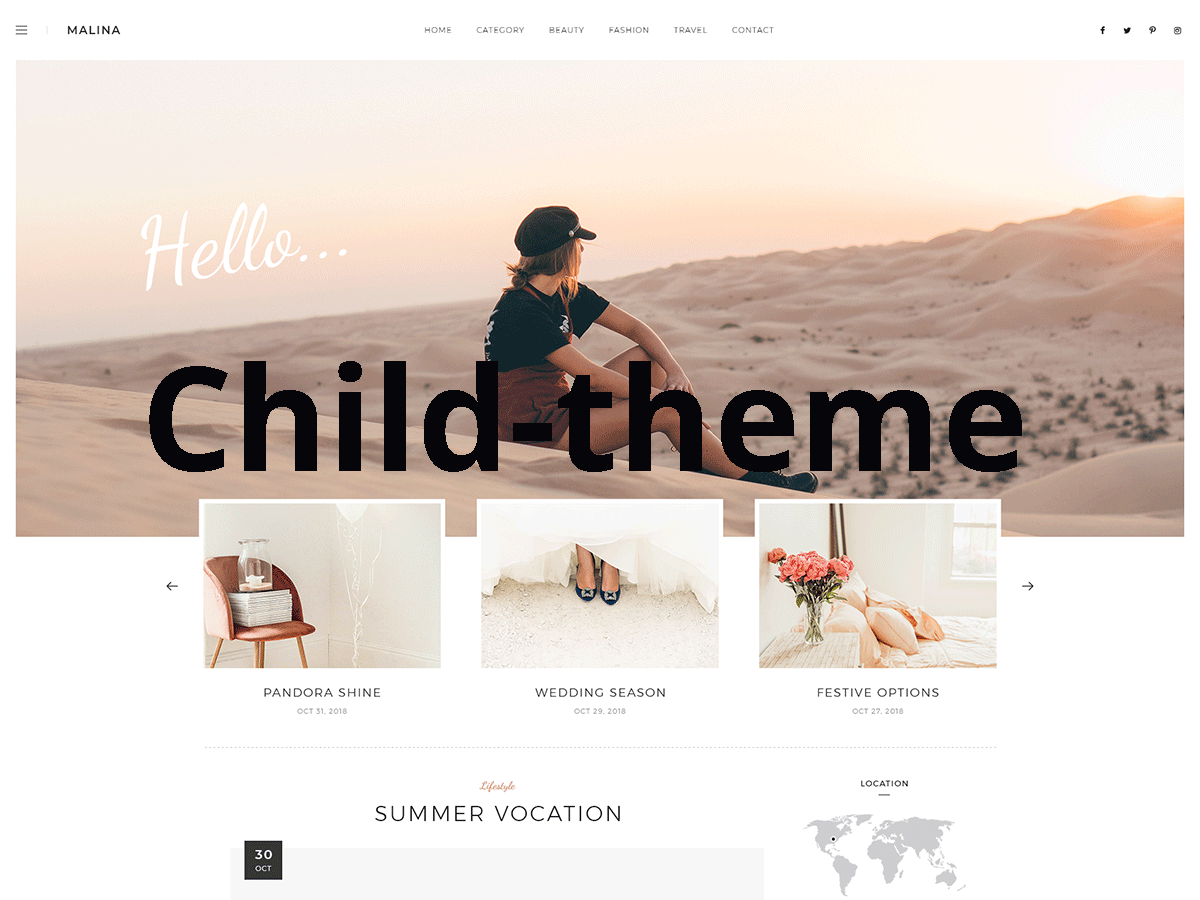 MALINA
HOME CATEGORY BEAUTY FASHION TRAVEL CONTACT
Hello...
Child-theme
PANDORA SHINE
OCT 31, 2018
WEDDING SEASON
OCT 29, 2018
FESTIVE OPTIONS
OCT 27, 2018
Lifestyle
SUMMER VOCATION
30
OCT
LOCATION